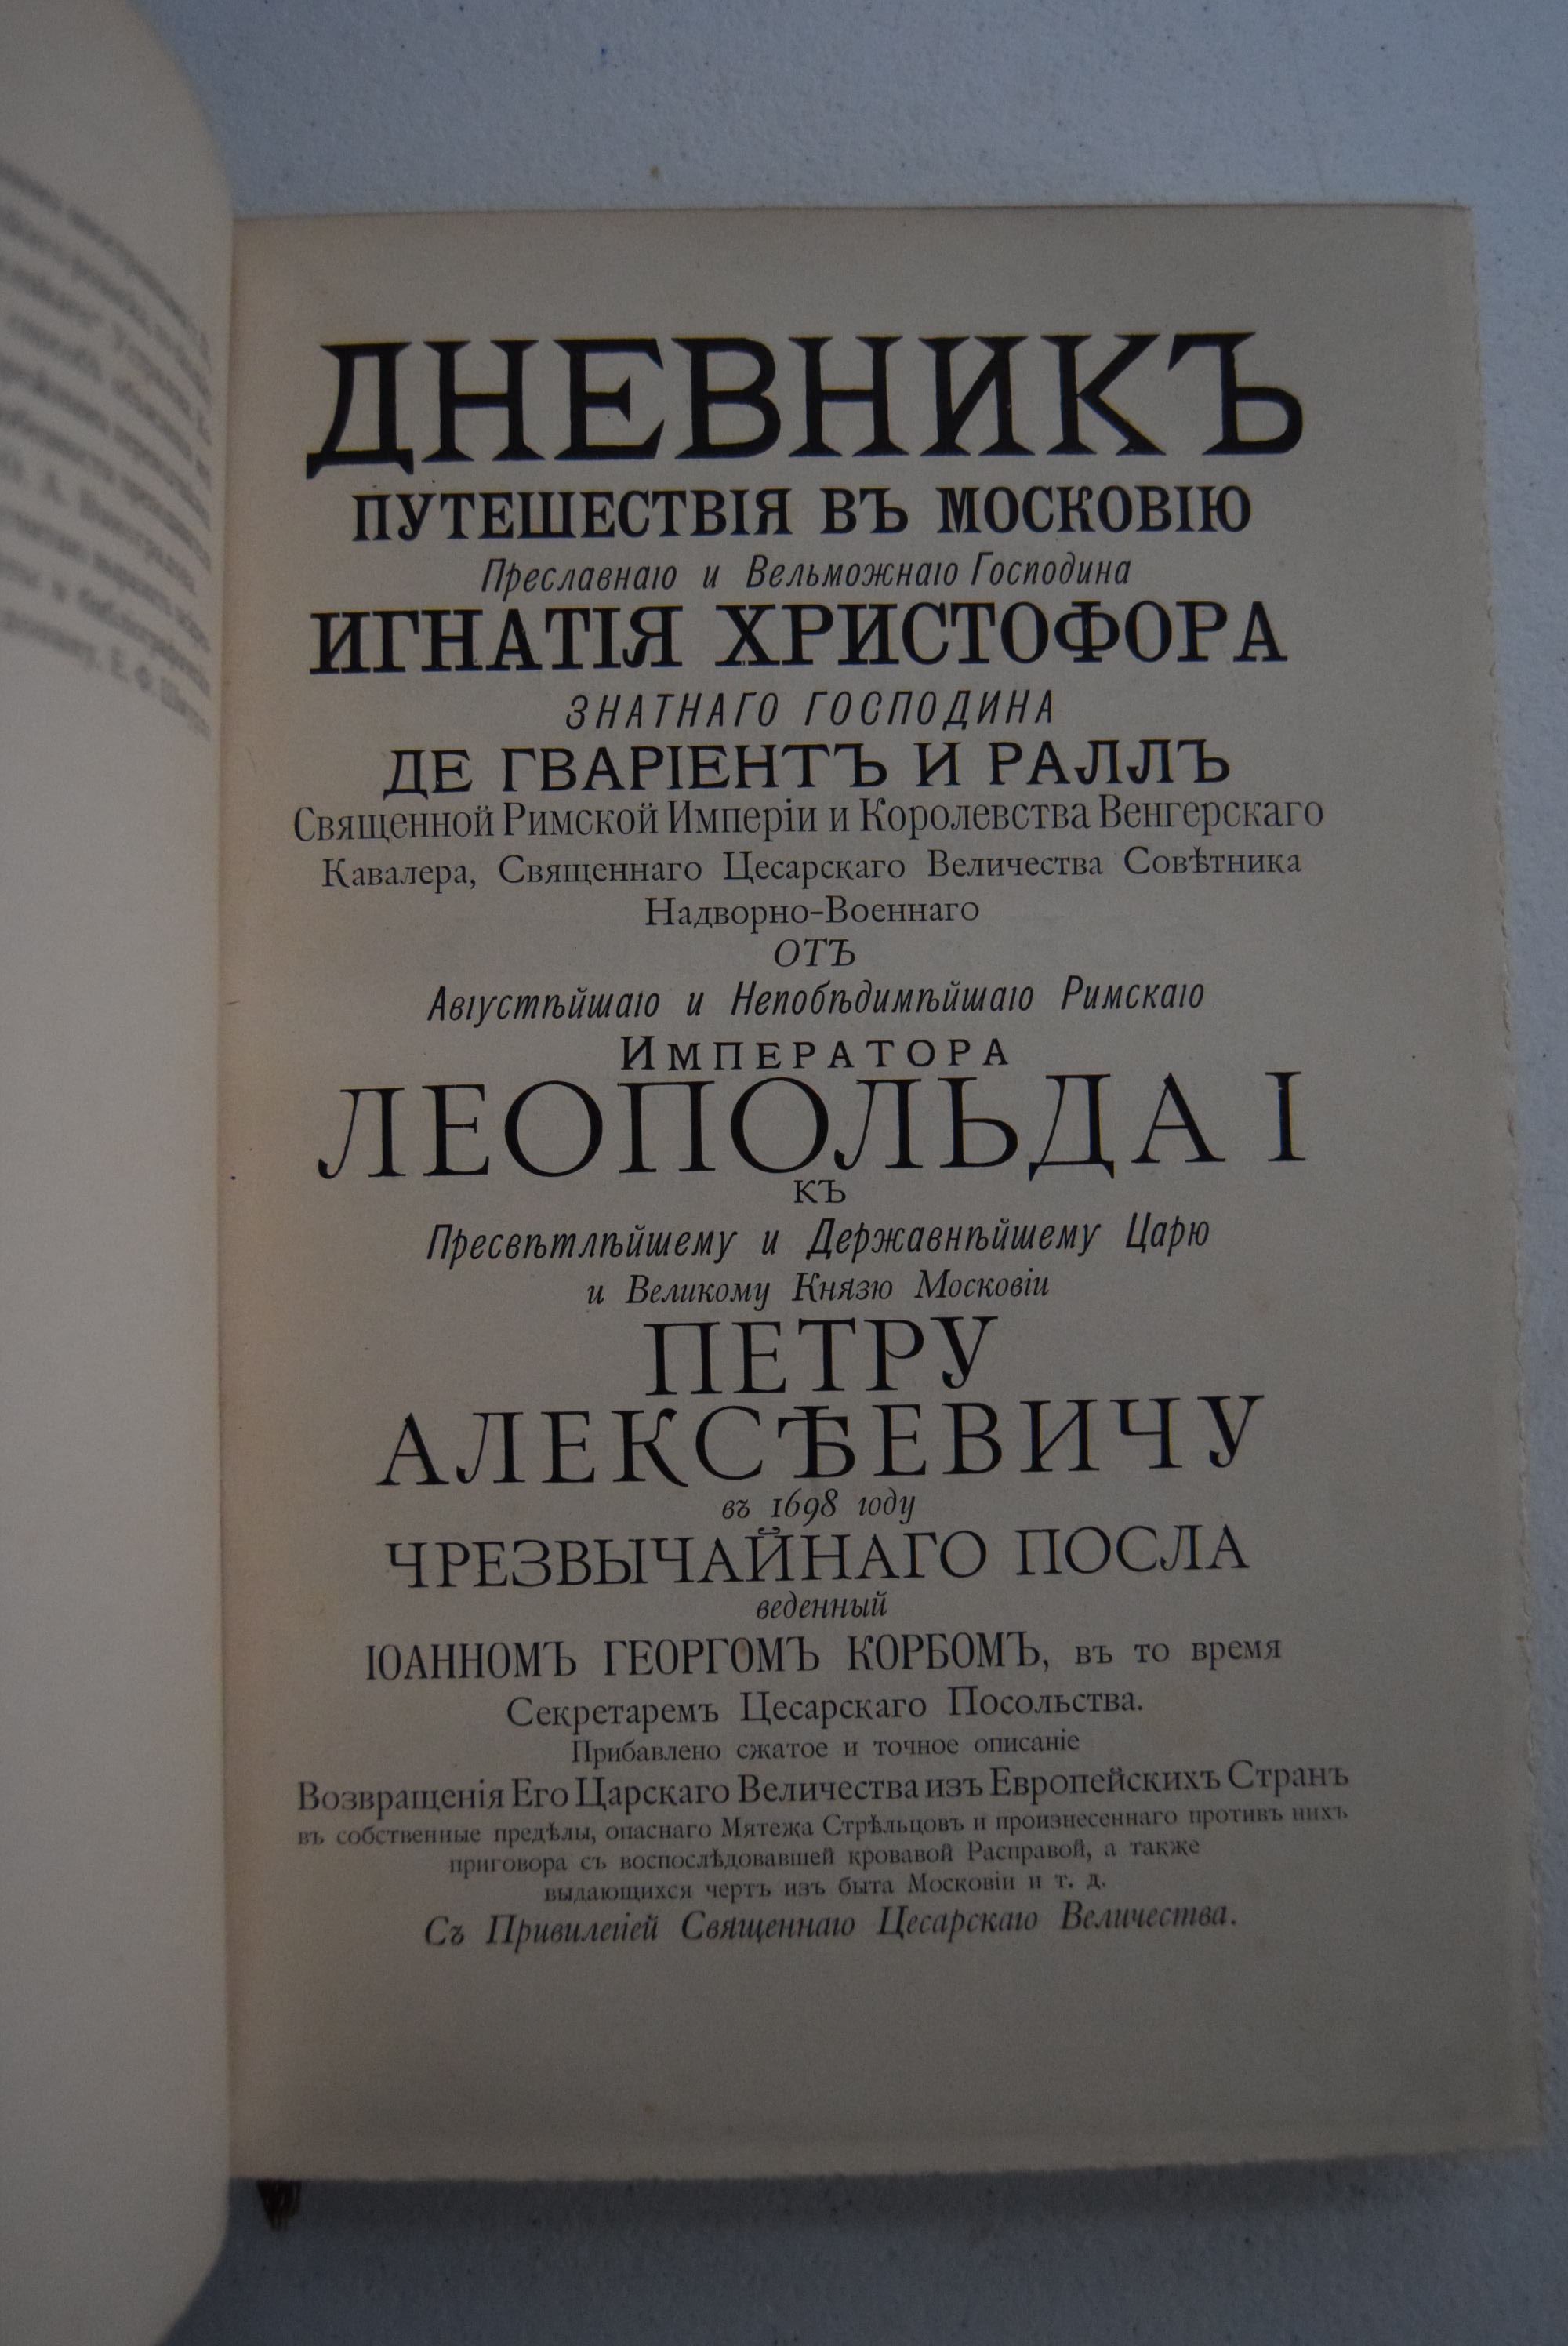 ДНЕВНИКЪ
ПУТЕШЕСТВІЯ ВЪ МОСКОВІЮ
Преславнаго и Вельможнаго Господина
ИГНАТІЯ ХРИСТОФОРА
ЗНАТНАГО ГОСПОДИНА
ДЕ ГВАРІЕНТЪ И РАЛЛЪ
Священной Римской Имперіи и Королевства Венгерскаго
Кавалера, Священнаго Цесарскаго Величества Совѣтника
Надворно-Военнаго
ОТЪ
Августѣйшаго и Непобѣдимѣйшаго Римскаго
ИМПЕРАТОРА
ЛЕОПОЛЬДА I
КЪ
Пресвѣтлѣйшему и Державнѣйшему Царю
и Великому Князю Московіи
ПЕТРУ
АЛЕКСѢЕВИЧУ
въ 1698 году
ЧРЕЗВЫЧАЙНАГО ПОСЛА
веденный
ІОАННОМЪ ГЕОРГОМЪ КОРБОМЪ, въ то время
Секретаремъ Цесарскаго Посольства.
Прибавлено сжатое и точное описаніе
Возвращенія Его Царскаго Величества изъ Европейскихъ Странъ
въ собственные предѣлы, опаснаго Мятежа Стрѣльцовъ и произнесеннаго противъ нихъ
приговора съ воспослѣдовавшей кровавой Расправой, а также
выдающихся чертъ изъ быта Московіи и т. д.
Съ Привилегіей Священнаго Цесарскаго Величества.